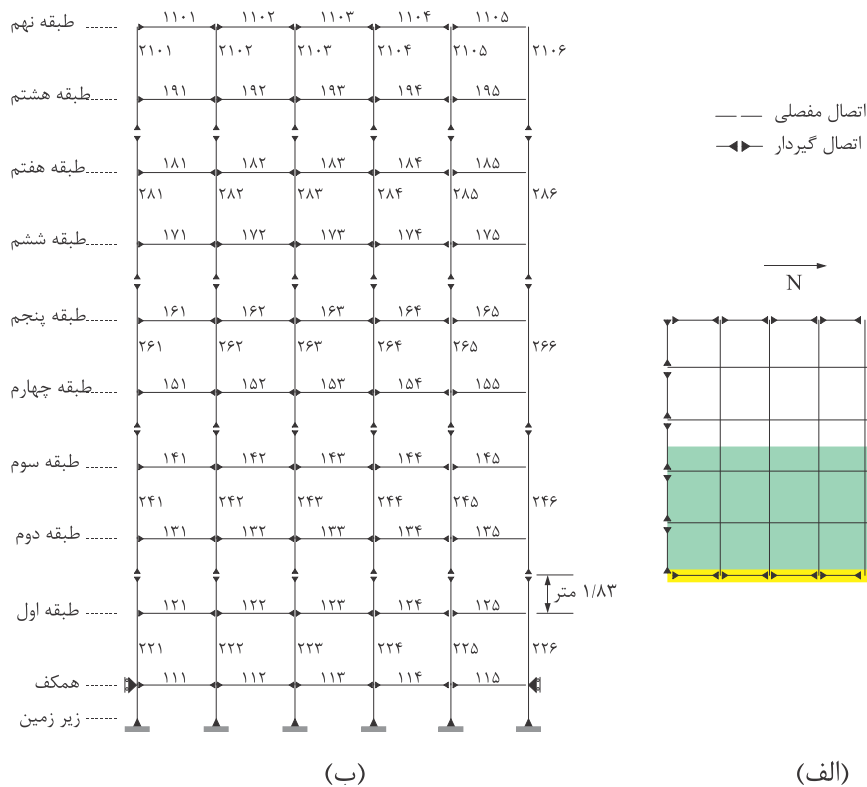 طبقه نهم
۱۱۰۱ ۱۱۰۲ ۱۱۰۳ ۱۱۰۴ ۱۱۰۵
۲۱۰۱ ۲۱۰۲ ۲۱۰۳ ۲۱۰۴ ۲۱۰۵ ۲۱۰۶
طبقه هشتم
۱۹۱ ۱۹۲ ۱۹۳ ۱۹۴ ۱۹۵
طبقه هفتم
۱۸۱ ۱۸۲ ۱۸۳ ۱۸۴ ۱۸۵
۲۸۱ ۲۸۲ ۲۸۳ ۲۸۴ ۲۸۵ ۲۸۶
طبقه ششم
۱۷۱ ۱۷۲ ۱۷۳ ۱۷۴ ۱۷۵
طبقه پنجم
۱۶۱ ۱۶۲ ۱۶۳ ۱۶۴ ۱۶۵
۲۶۱ ۲۶۲ ۲۶۳ ۲۶۴ ۲۶۵ ۲۶۶
طبقه چهارم
۱۵۱ ۱۵۲ ۱۵۳ ۱۵۴ ۱۵۵
طبقه سوم
۱۴۱ ۱۴۲ ۱۴۳ ۱۴۴ ۱۴۵
۲۴۱ ۲۴۲ ۲۴۳ ۲۴۴ ۲۴۵ ۲۴۶
طبقه دوم
۱۳۱ ۱۳۲ ۱۳۳ ۱۳۴ ۱۳۵
۱/۸۳ متر
طبقه اول
۱۲۱ ۱۲۲ ۱۲۳ ۱۲۴ ۱۲۵
۲۲۱ ۲۲۲ ۲۲۳ ۲۲۴ ۲۲۵ ۲۲۶
همکف
۱۱۱ ۱۱۲ ۱۱۳ ۱۱۴ ۱۱۵
زیر زمین
(ب)
اتصال مفصلی
اتصال گیردار
N
(الف)